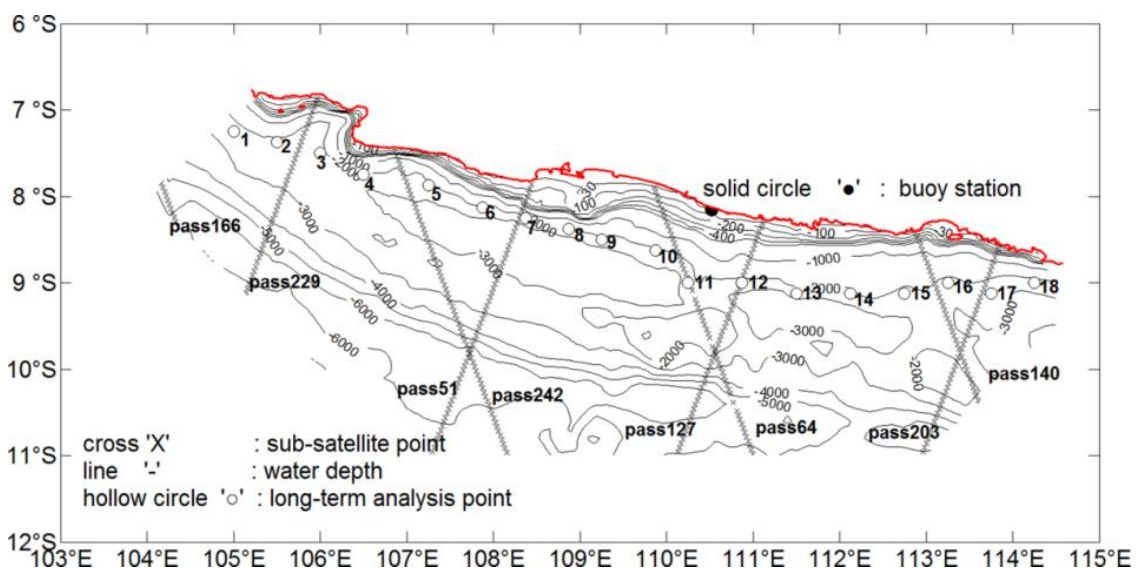 6 °S
7 °S
8 °S
9 °S
10°S
11°S
12°S
103°E 104°E 105°E 106°E 107°E 108°E 109°E 110°E 111°E 112°E 113°E 114°E 115°E
solid circle '●' : buoy station
cross 'X' : sub-satellite point
line '-' : water depth
hollow circle '○' : long-term analysis point
pass166
pass229
pass51
pass242
pass127
pass64
pass203
pass140
1
2
3
4
5
6
7
8
9
10
11
12
13
14
15
16
17
18
-1000
-2000
-3000
-5000
-4000
-6000
-6000
-3000
-30
-100
-200
-400
-100
-30
-1000
-2000
-3000
-3000
-2000
-4000
-5000
-2000
-3000